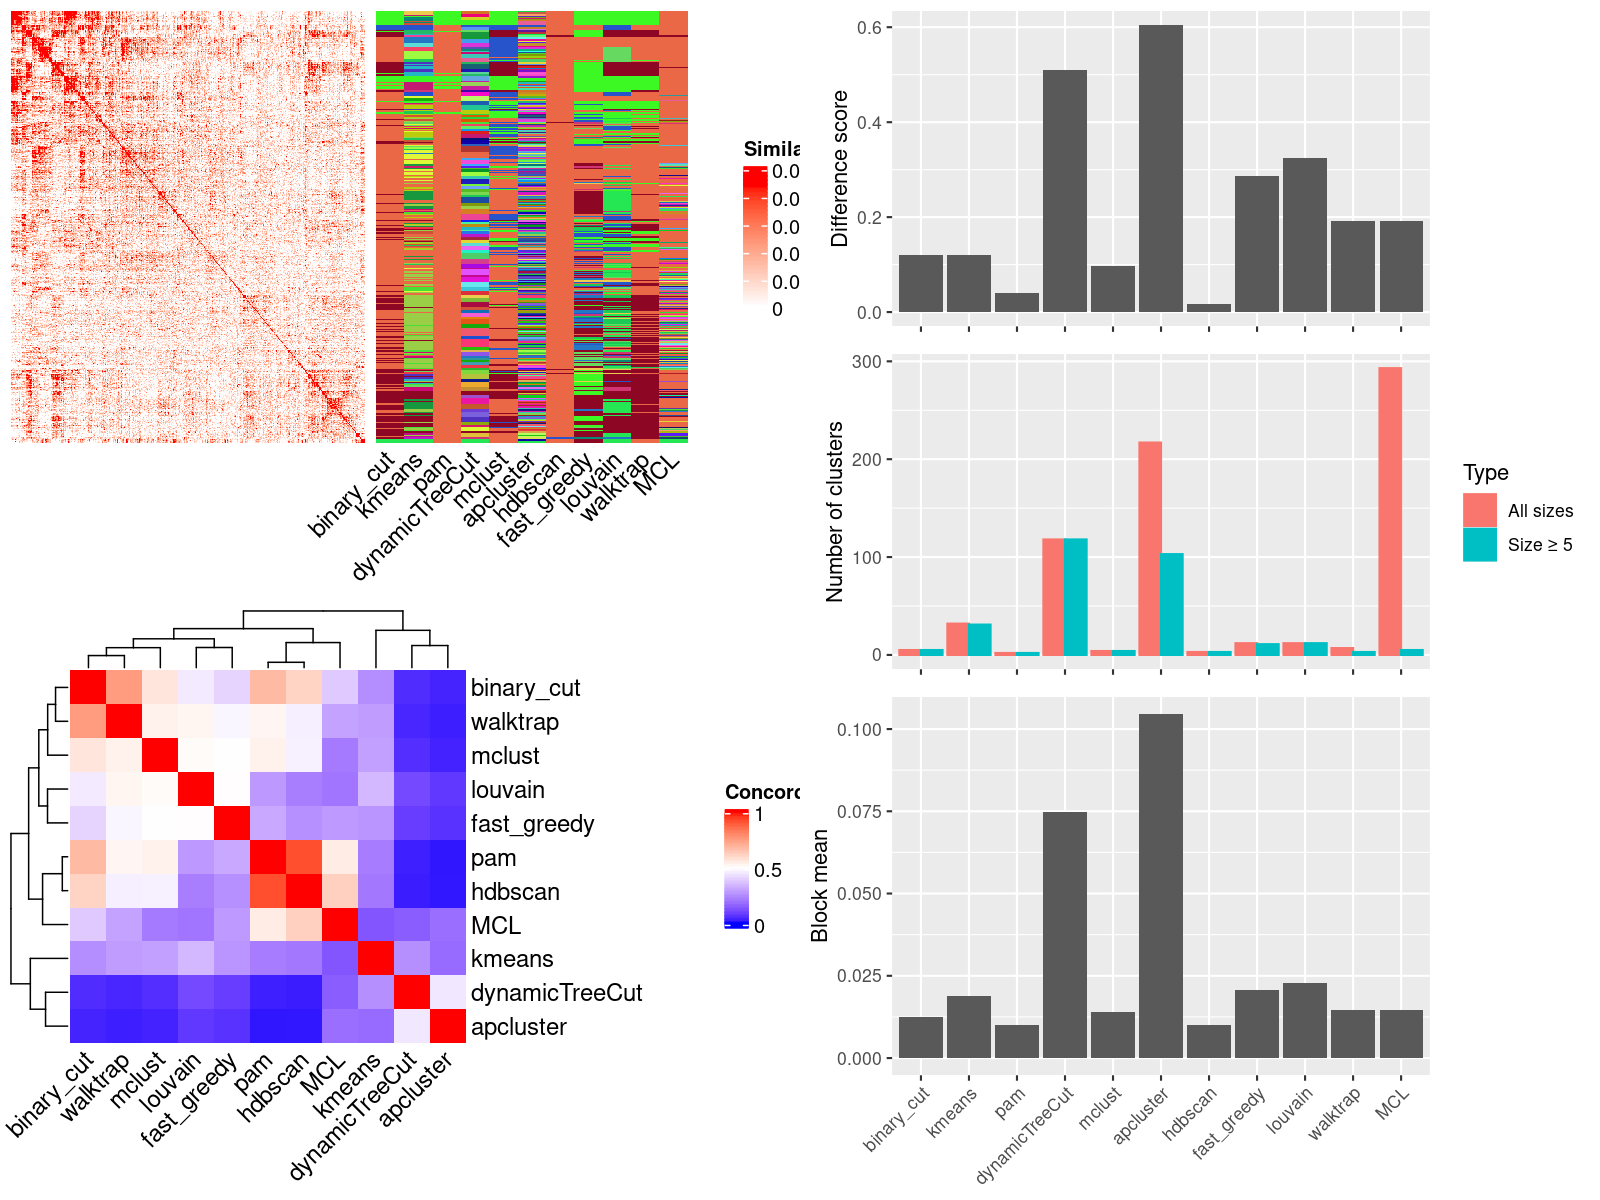 Simila
0.0
0.0
0.0
0.0
0
binary_cut
kmeans
pam
dynamicTreeCut
mclust
apcluster
hdbscan
fast_greedy
louvain
walktrap
MCL
binary_cut
walktrap
mclust
louvain
fast_greedy
pam
hdbscan
MCL
kmeans
dynamicTreeCut
apcluster
binary_cut
walktrap
mclust
louvain
fast_greedy
pam
hdbscan
MCL
kmeans
dynamicTreeCut
apcluster
Concord
1
0.5
0
Difference score
0.6
0.4
0.2
0.0
Number of clusters
300
200
100
0
Type
All sizes
Size ≥ 5
Block mean
0.100
0.075
0.050
0.025
0.000
binary_cut
kmeans
pam
dynamicTreeCut
mclust
apcluster
hdbscan
fast_greedy
louvain
walktrap
MCL